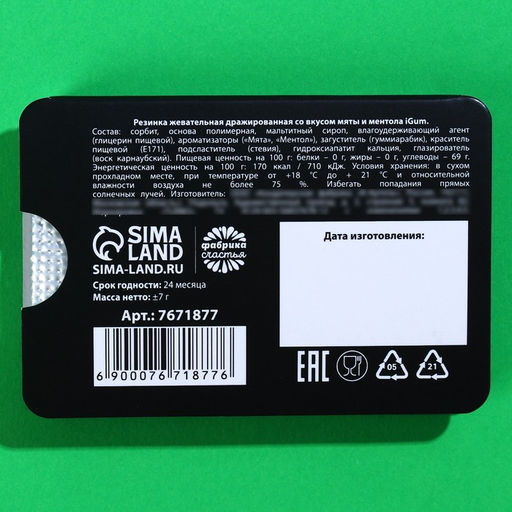 Резинка жевательная дражированная со вкусом мяты и ментола iGum.
Состав: сорбит, основа полимерная, мальтитный сироп, влагоудерживающий агент
(глицерин пищевой), ароматизаторы («Мята», «Ментол»), загуститель (гуммиарабик), краситель
пищевой (E171), подсластитель (стевия), гидроксиапатит кальция, глазирователь
(воск карнаубский). Пищевая ценность на 100 г: белки – 0 г, жиры – 0 г, углеводы – 69 г.
Энергетическая ценность на 100 г: 170 ккал / 710 кДж. Условия хранения: в сухом
прохладном месте, при температуре от +18 °С до + 21 °С и относительной
влажности воздуха не более 75 %. Избегать попадания прямых
солнечных лучей. Изготовитель:
SIMA
LAND
SIMA-LAND.RU
фабрика
счастья
Срок годности: 24 месяца
Масса нетто: ±7 г
Арт.: 7671877
6 900076 718776
Дата изготовления:
EAC
05
21